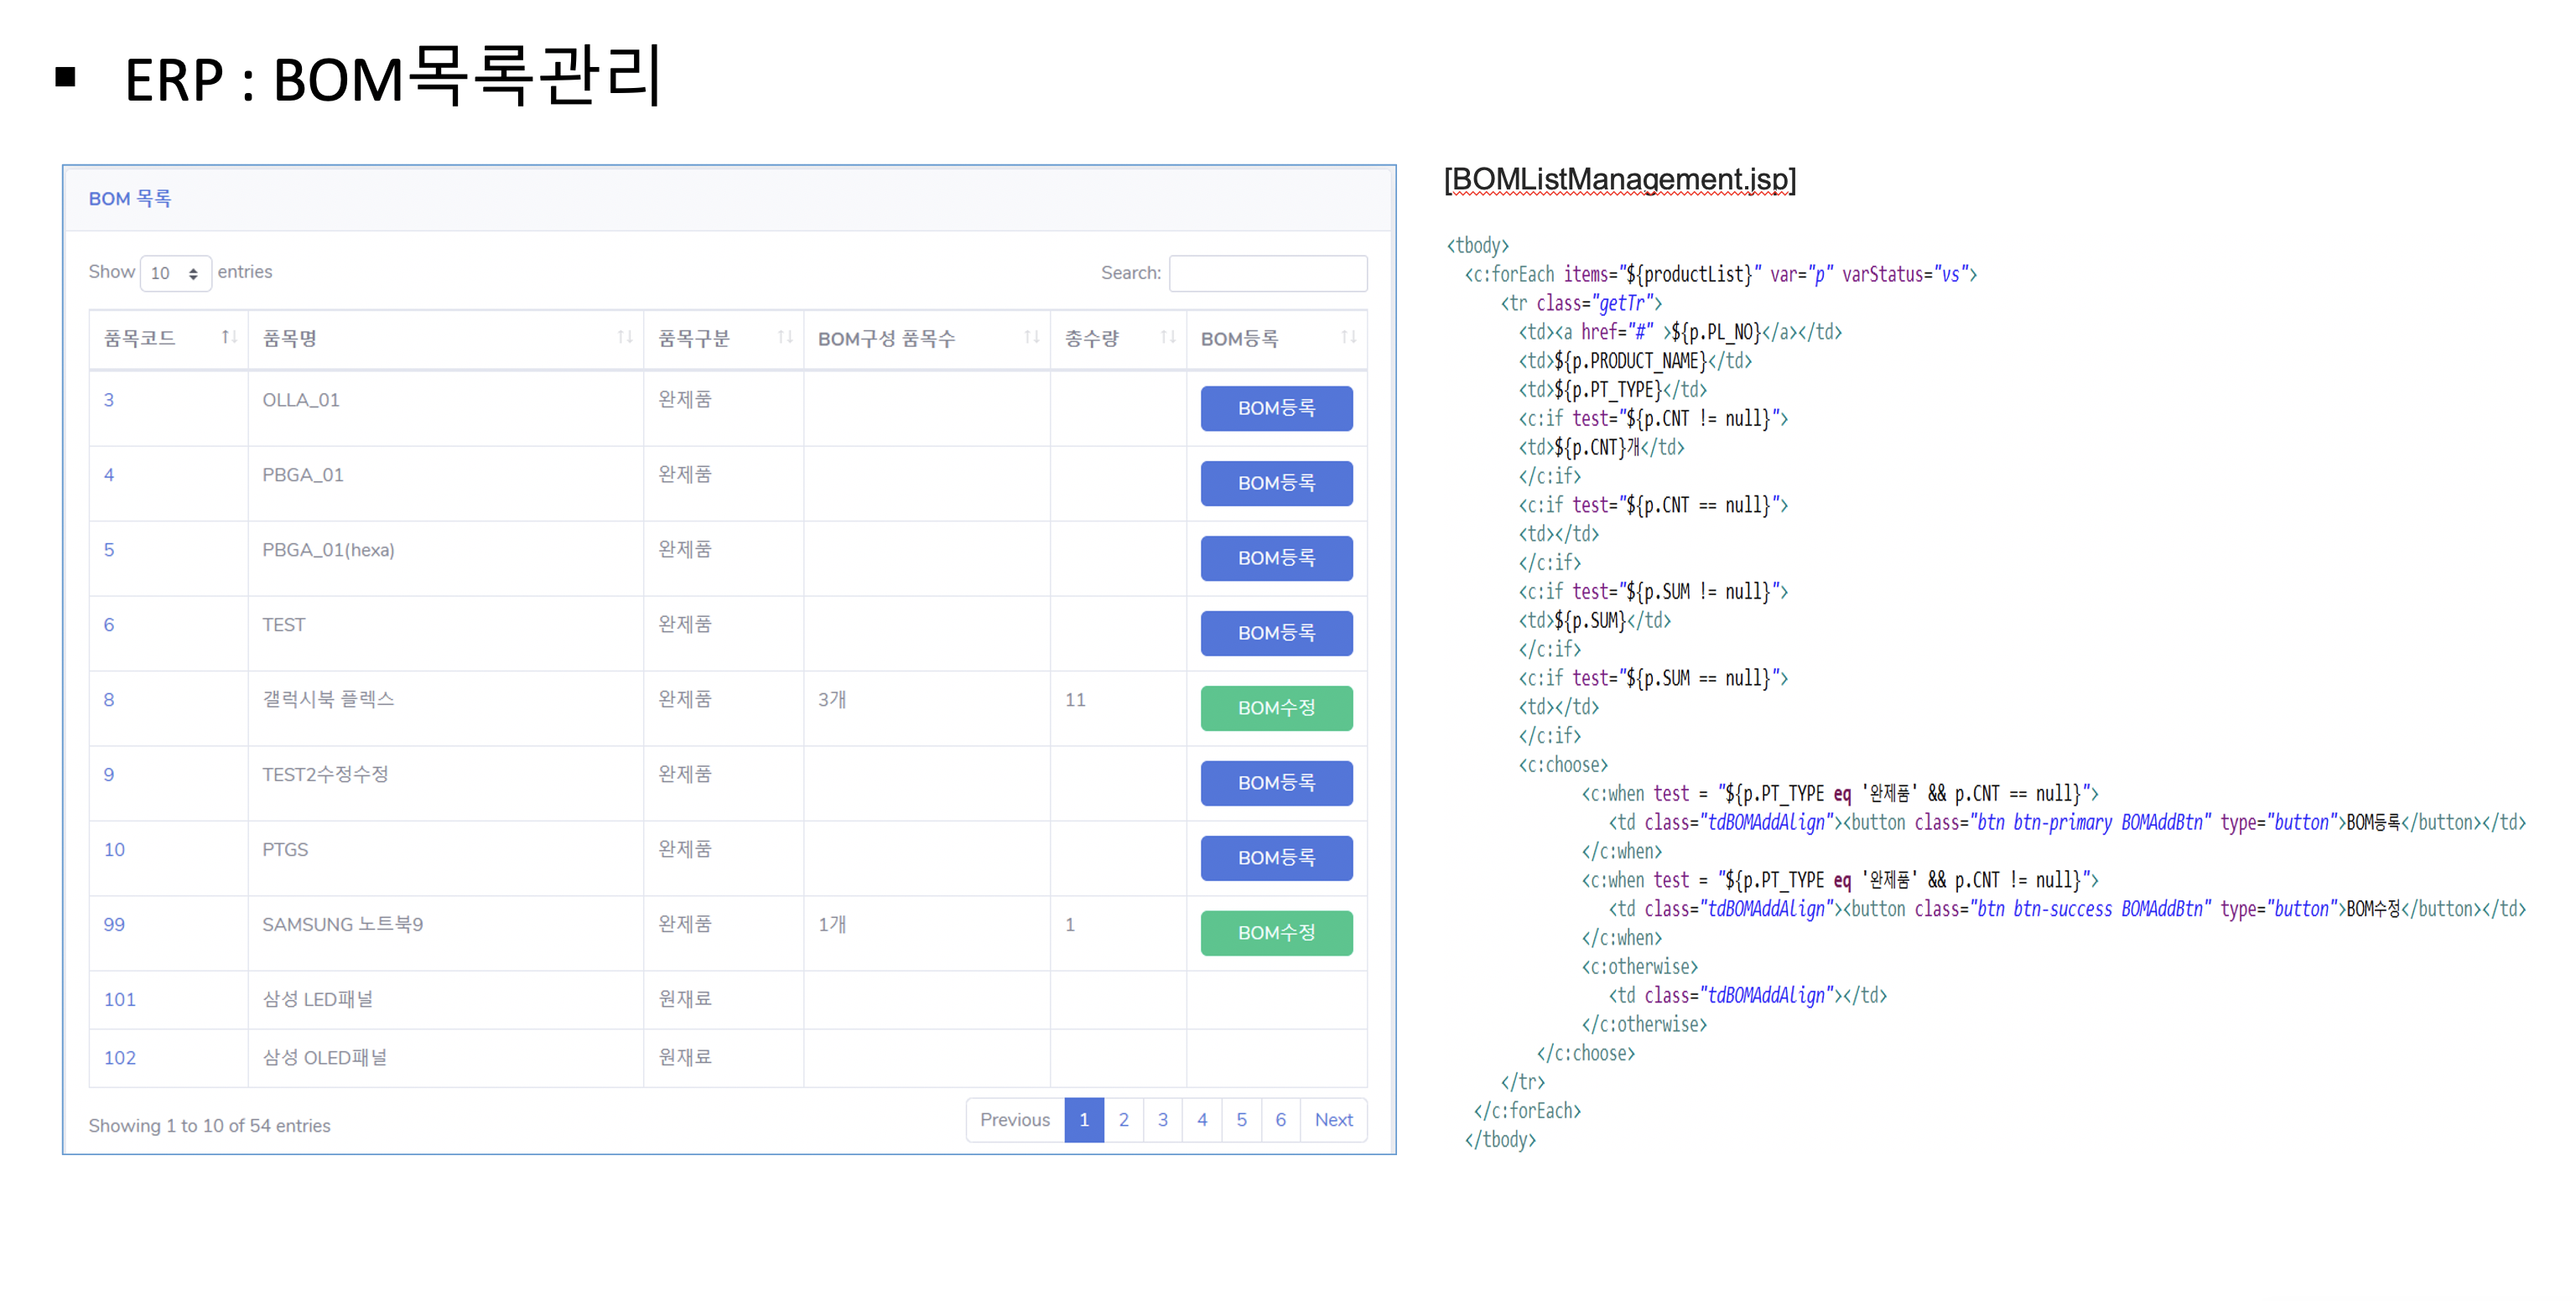 ▪ ERP : BOM목록관리
BOM 목록
Show 10 entries
Search:
품목코드 품목명 품목구분 BOM구성 품목수 총수량 BOM등록
3 OLLA_01 완제품 BOM등록
4 PBGA_01 완제품 BOM등록
5 PBGA_01(hexa) 완제품 BOM등록
6 TEST 완제품 BOM등록
8 갤럭시북 플렉스 완제품 3개 11 BOM수정
9 TEST2수정수정 완제품 BOM등록
10 PTGS 완제품 BOM등록
99 SAMSUNG 노트북9 완제품 1개 1 BOM수정
101 삼성 LED패널 원재료
102 삼성 OLED패널 원재료
Showing 1 to 10 of 54 entries
Previous 1 2 3 4 5 6 Next
[BOMListManagement.jsp]
<tbody>
<c:forEach items="${productList}" var="p" varStatus="vs">
<tr class="getTr">
<td><a href="#" >${p.PL_NO}</a></td>
<td>${p.PRODUCT_NAME}</td>
<td>${p.PT_TYPE}</td>
<c:if test="${p.CNT != null}">
<td>${p.CNT}개</td>
</c:if>
<c:if test="${p.CNT == null}">
<td></td>
</c:if>
<c:if test="${p.SUM != null}">
<td>${p.SUM}</td>
</c:if>
<c:if test="${p.SUM == null}">
<td></td>
</c:if>
<c:choose>
<c:when test = "${p.PT_TYPE eq '완제품' && p.CNT == null}">
<td class="tdBOMAddAlign"><button class="btn btn-primary BOMAddBtn" type="button">BOM등록</button></td>
</c:when>
<c:when test = "${p.PT_TYPE eq '완제품' && p.CNT != null}">
<td class="tdBOMAddAlign"><button class="btn btn-success BOMAddBtn" type="button">BOM수정</button></td>
</c:when>
<c:otherwise>
<td class="tdBOMAddAlign"></td>
</c:otherwise>
</c:choose>
</tr>
</c:forEach>
</tbody>